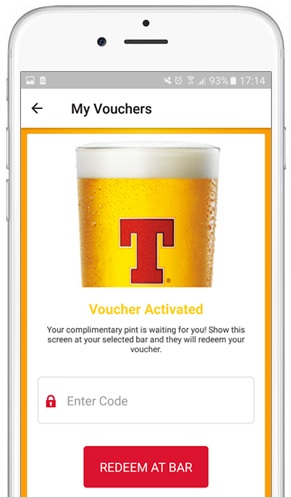 93% 17:14
My Vouchers
T
Voucher Activated
Your complimentary pint is waiting for you! Show this
screen at your selected bar and they will redeem your
voucher.
Enter Code
REDEEM AT BAR